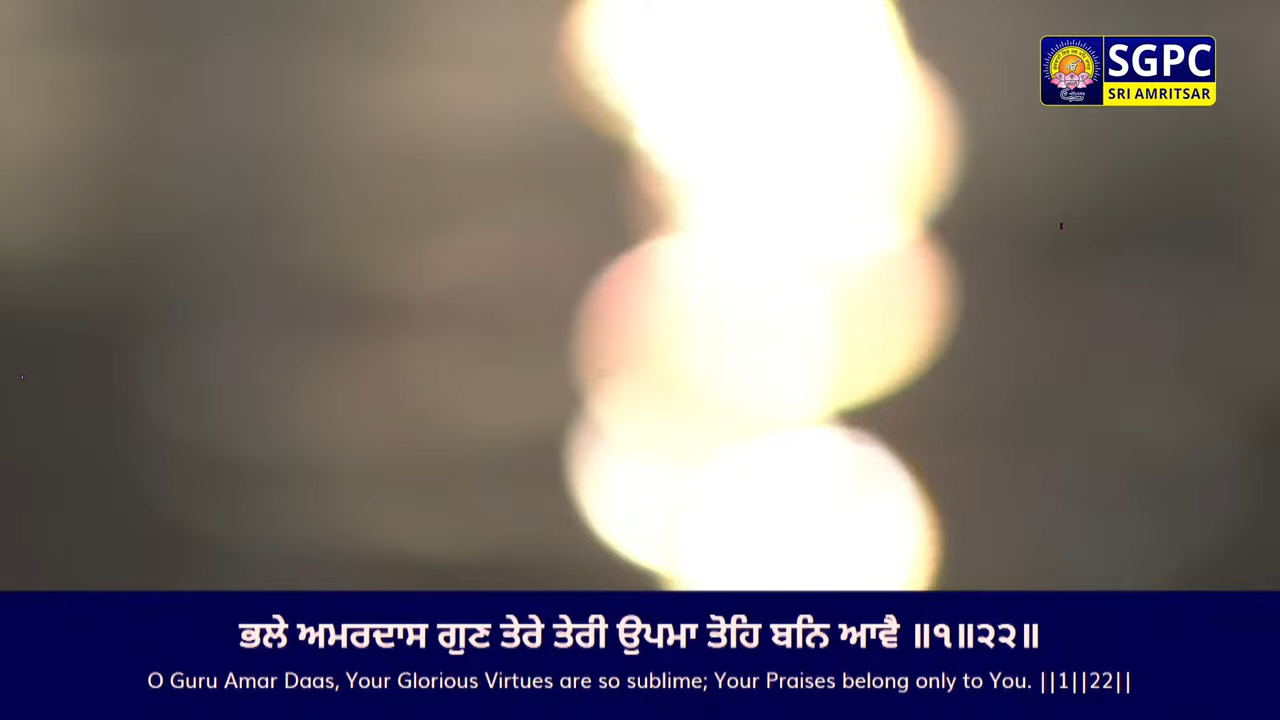 SGPC
SRI AMRITSAR
ਭਲੇ ਅਮਰਦਾਸ ਗੁਣ ਤੇਰੇ ਤੇਰੀ ਉਪਮਾ ਤੋਹਿ ਬਨਿ ਆਵੈ ॥੧॥੨੨॥
O Guru Amar Daas, Your Glorious Virtues are so sublime; Your Praises belong only to You. ||1||22||